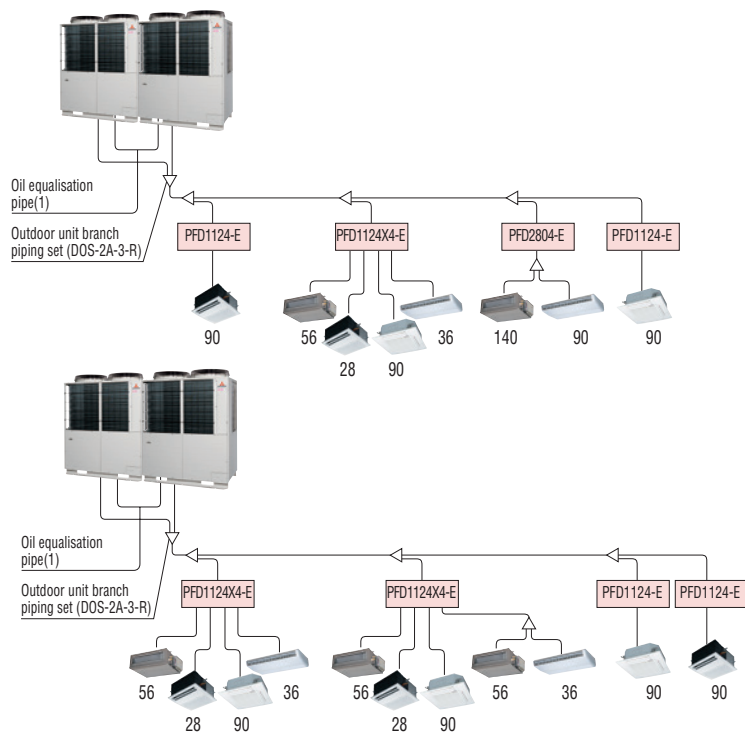 Oil equalisation
pipe(1)
Outdoor unit branch
piping set (DOS-2A-3-R)
PFD1124-E
PFD1124X4-E
PFD2804-E
PFD1124-E
90
56
28
90
36
140
90
90
Oil equalisation
pipe(1)
Outdoor unit branch
piping set (DOS-2A-3-R)
PFD1124X4-E
PFD1124X4-E
PFD1124-E
PFD1124-E
56
28
90
36
56
28
90
56
36
90
90